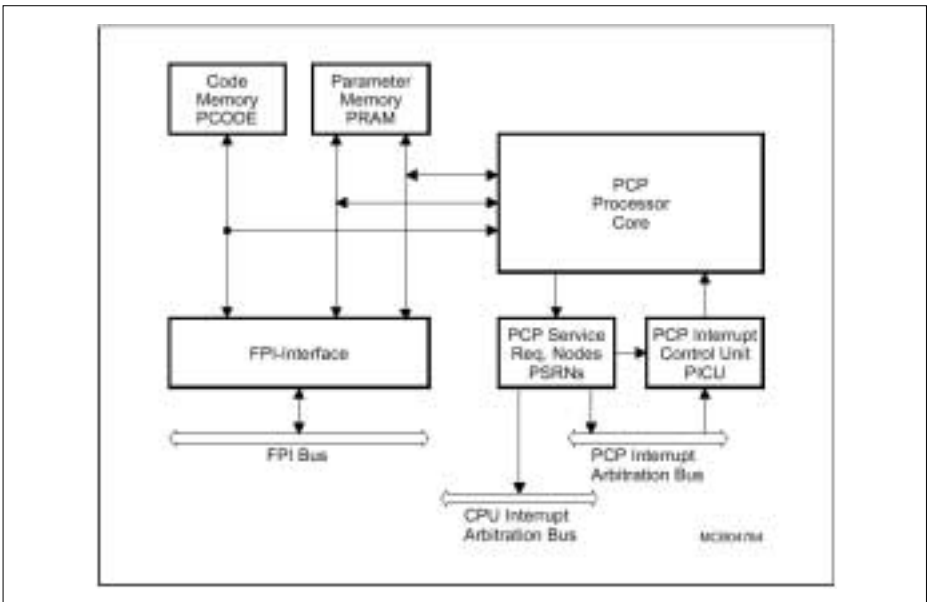 Code
Memory
PCODE
Parameter
Memory
PRAM
PCP
Processor
Core
FPI-Interface
PCP Service
Req. Nodes
PSRNs
PCP Interrupt
Control Unit
PICU
FPI Bus
PCP Interrupt
Arbitration Bus
CPU Interrupt
Arbitration Bus